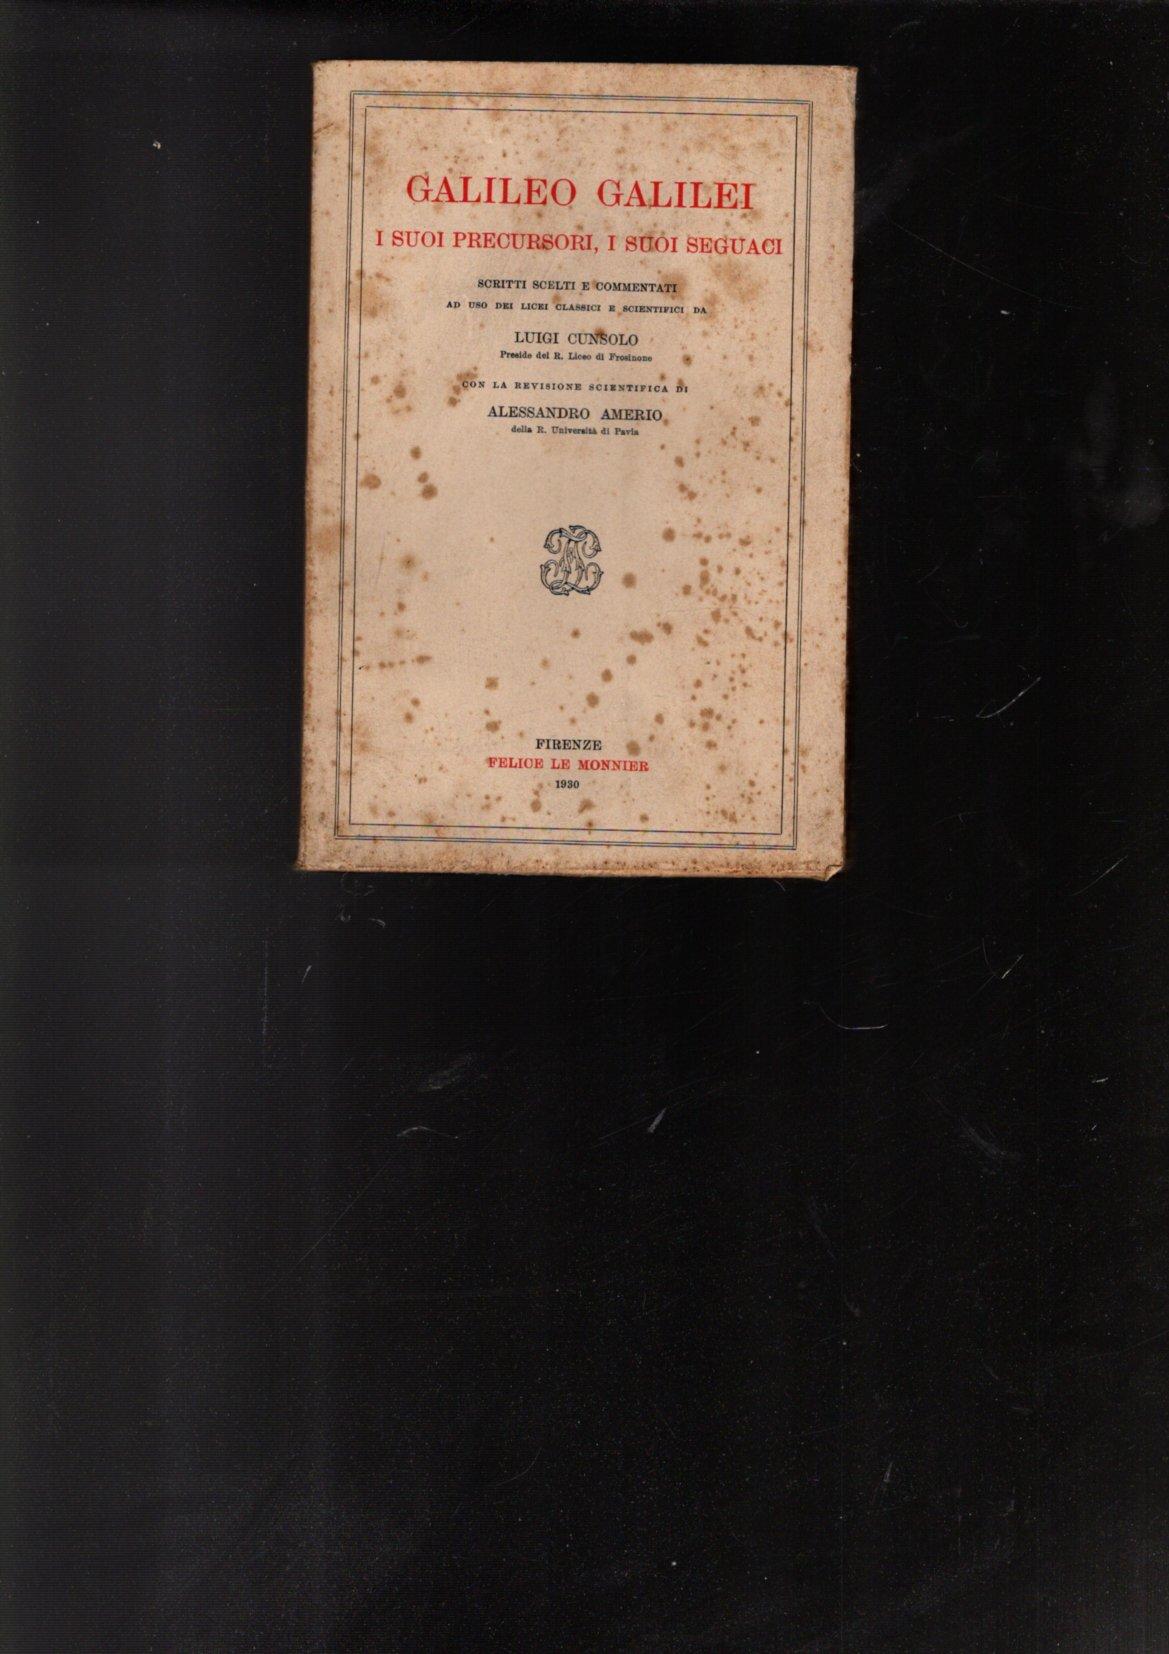 GALILEO GALILEI
I SUOI PRECURSORI, I SUOI SEGUACI
SCRITTI SCELTI E COMMENTATI
AD USO DEI LICEI CLASSICI E SCIENTIFICI DA
LUIGI CUNSOLO
Preside del R. Liceo di Frosinone
CON LA REVISIONE SCIENTIFICA DI
ALESSANDRO AMERIO
della R. Università di Pavia
FIRENZE
FELICE LE MONNIER
1930